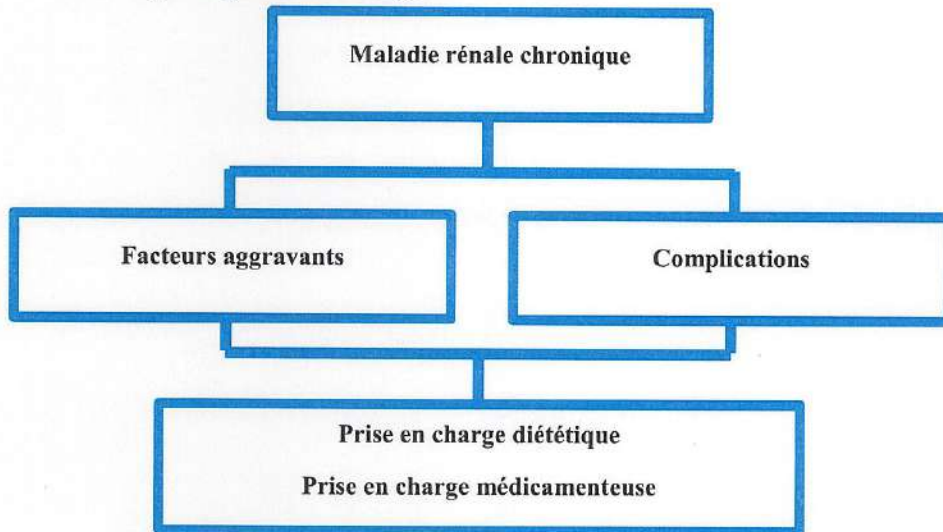 Maladie rénale chronique
Facteurs aggravants
Complications
Prise en charge diététique
Prise en charge médicamenteuse